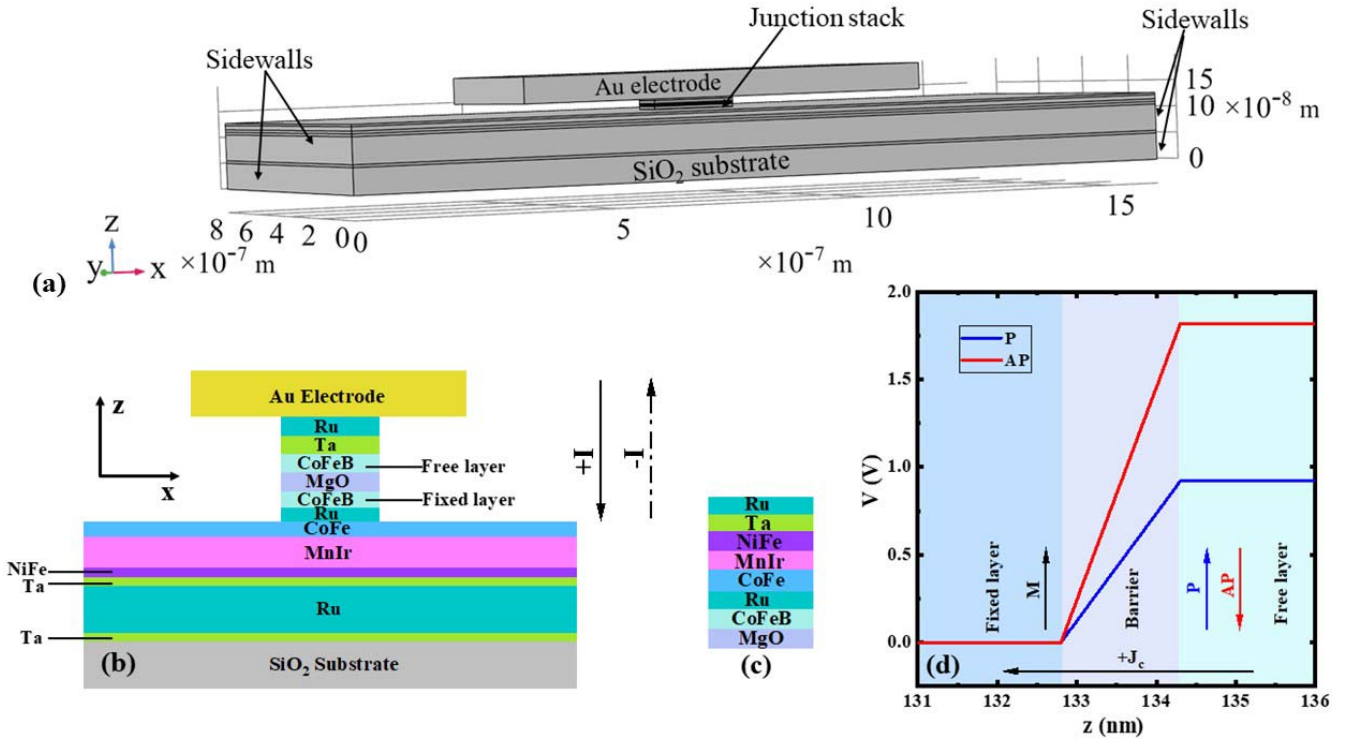 Junction stack
Sidewalls
Sidewalls
Au electrode
15
10 ×10⁻⁸ m
0
SiO₂ substrate
15
10
5
8 6 4 2 0 0
×10⁻⁷ m
×10⁻⁷ m
z
y x
(a)
z
x
Au Electrode
Ru
Ta
CoFeB
Free layer
MgO
CoFeB
Fixed layer
Ru
CoFe
MnIr
NiFe
Ta
Ru
Ta
SiO₂ Substrate
(b)
+I
-I
Ru
Ta
NiFe
MnIr
CoFe
Ru
CoFeB
MgO
(c)
2.0
1.5
1.0
0.5
0.0
V (V)
P
AP
Fixed layer
M
Barrier
P
AP
Free layer
+J_c
(d)
131 132 133 134 135 136
z (nm)